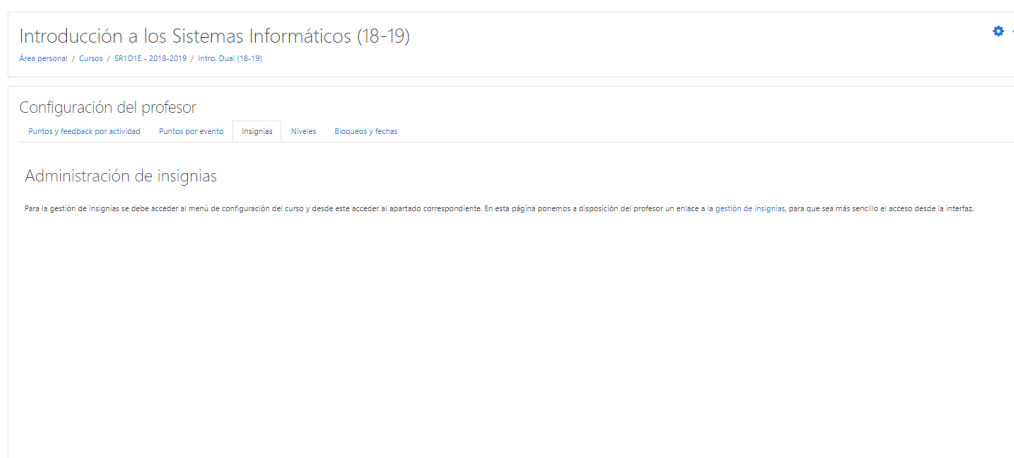 Introducción a los Sistemas Informáticos (18-19)
Área personal / Cursos / SR1D1E - 2018-2019 / Intro. Dual (18-19)
Configuración del profesor
Puntos y feedback por actividad Puntos por evento Insignias Niveles Bloqueos y fechas
Administración de insignias
Para la gestión de insignias se debe acceder al menú de configuración del curso y desde este acceder al apartado correspondiente. En esta página ponemos a disposición del profesor un enlace a la gestión de insignias, para que sea más sencillo el acceso desde la interfaz.